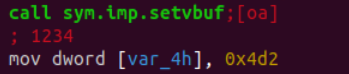 call sym.imp.setvbuf;[oa]
; 1234
mov dword [var_4h], 0x4d2